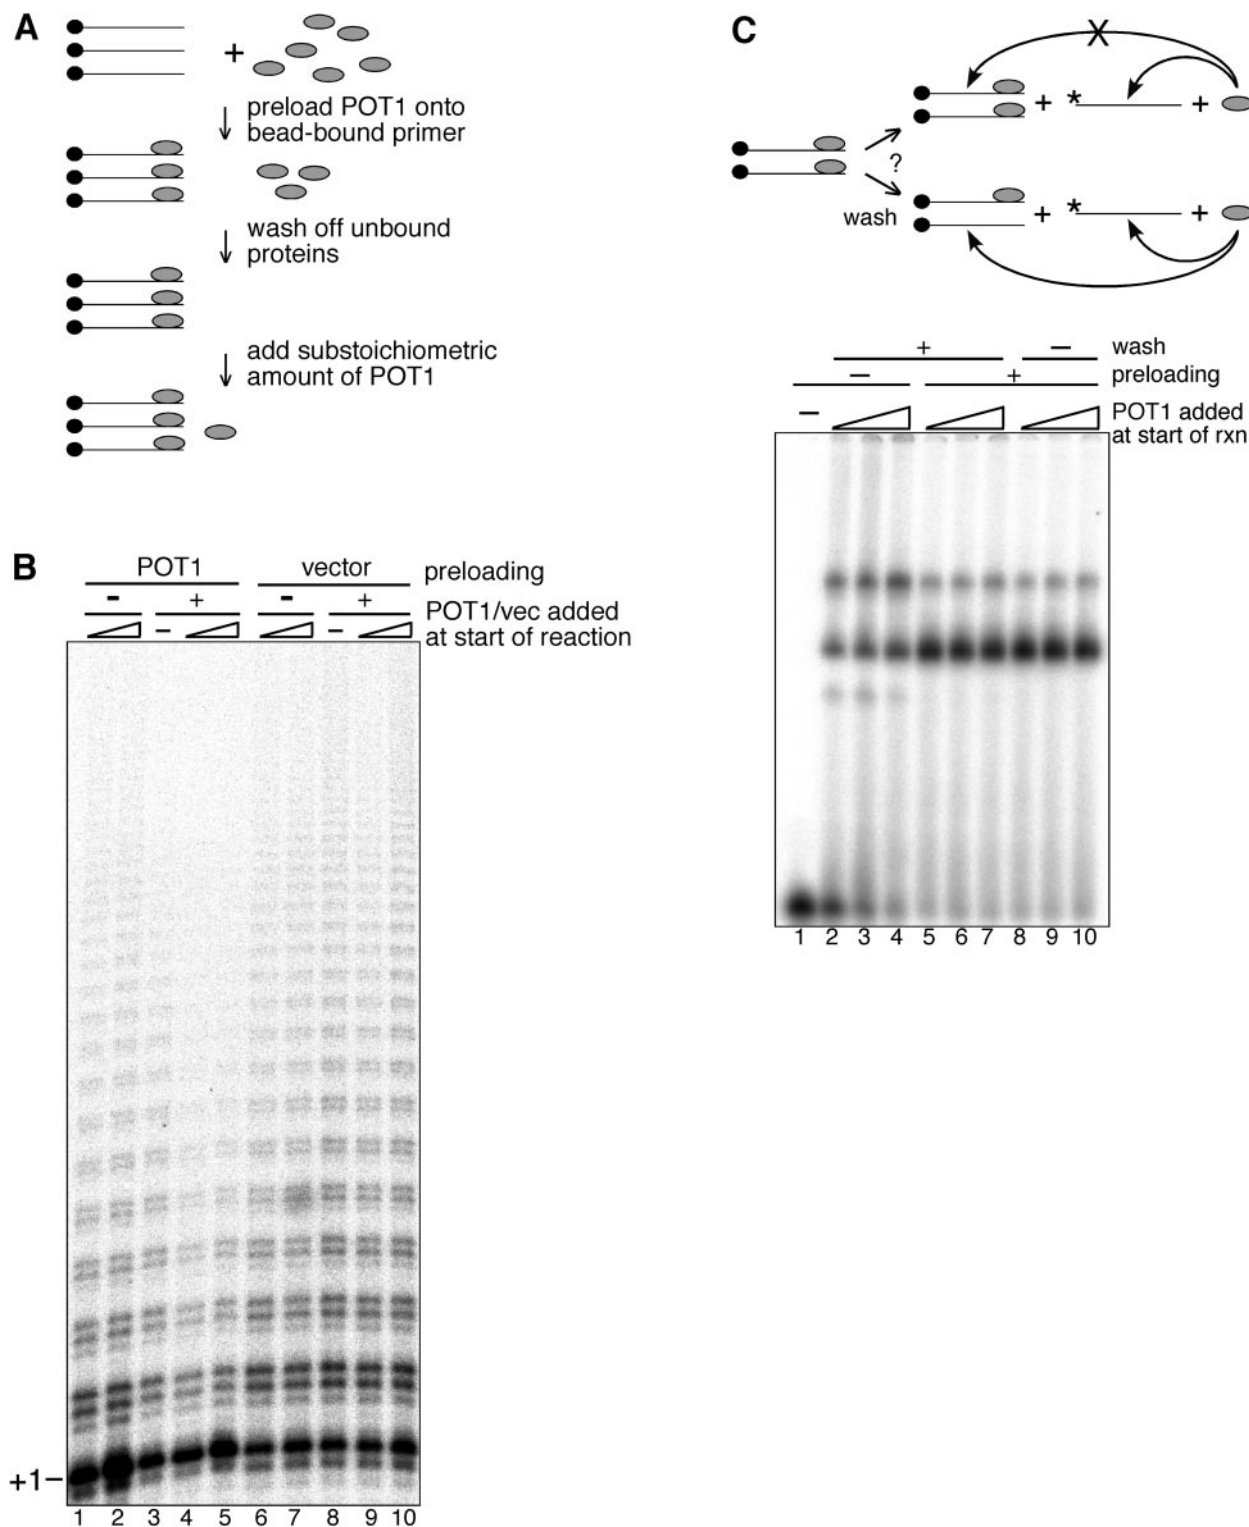 A
+
preload POT1 onto
bead-bound primer
wash off unbound
proteins
add substoichiometric
amount of POT1
B
POT1 vector preloading
- + - +
POT1/vec added
at start of reaction
− −
+1−
1 2 3 4 5 6 7 8 9 10
C
X
+ * +
?
wash
+ * +
+ − wash
− + preloading
− POT1 added
at start of rxn
1 2 3 4 5 6 7 8 9 10